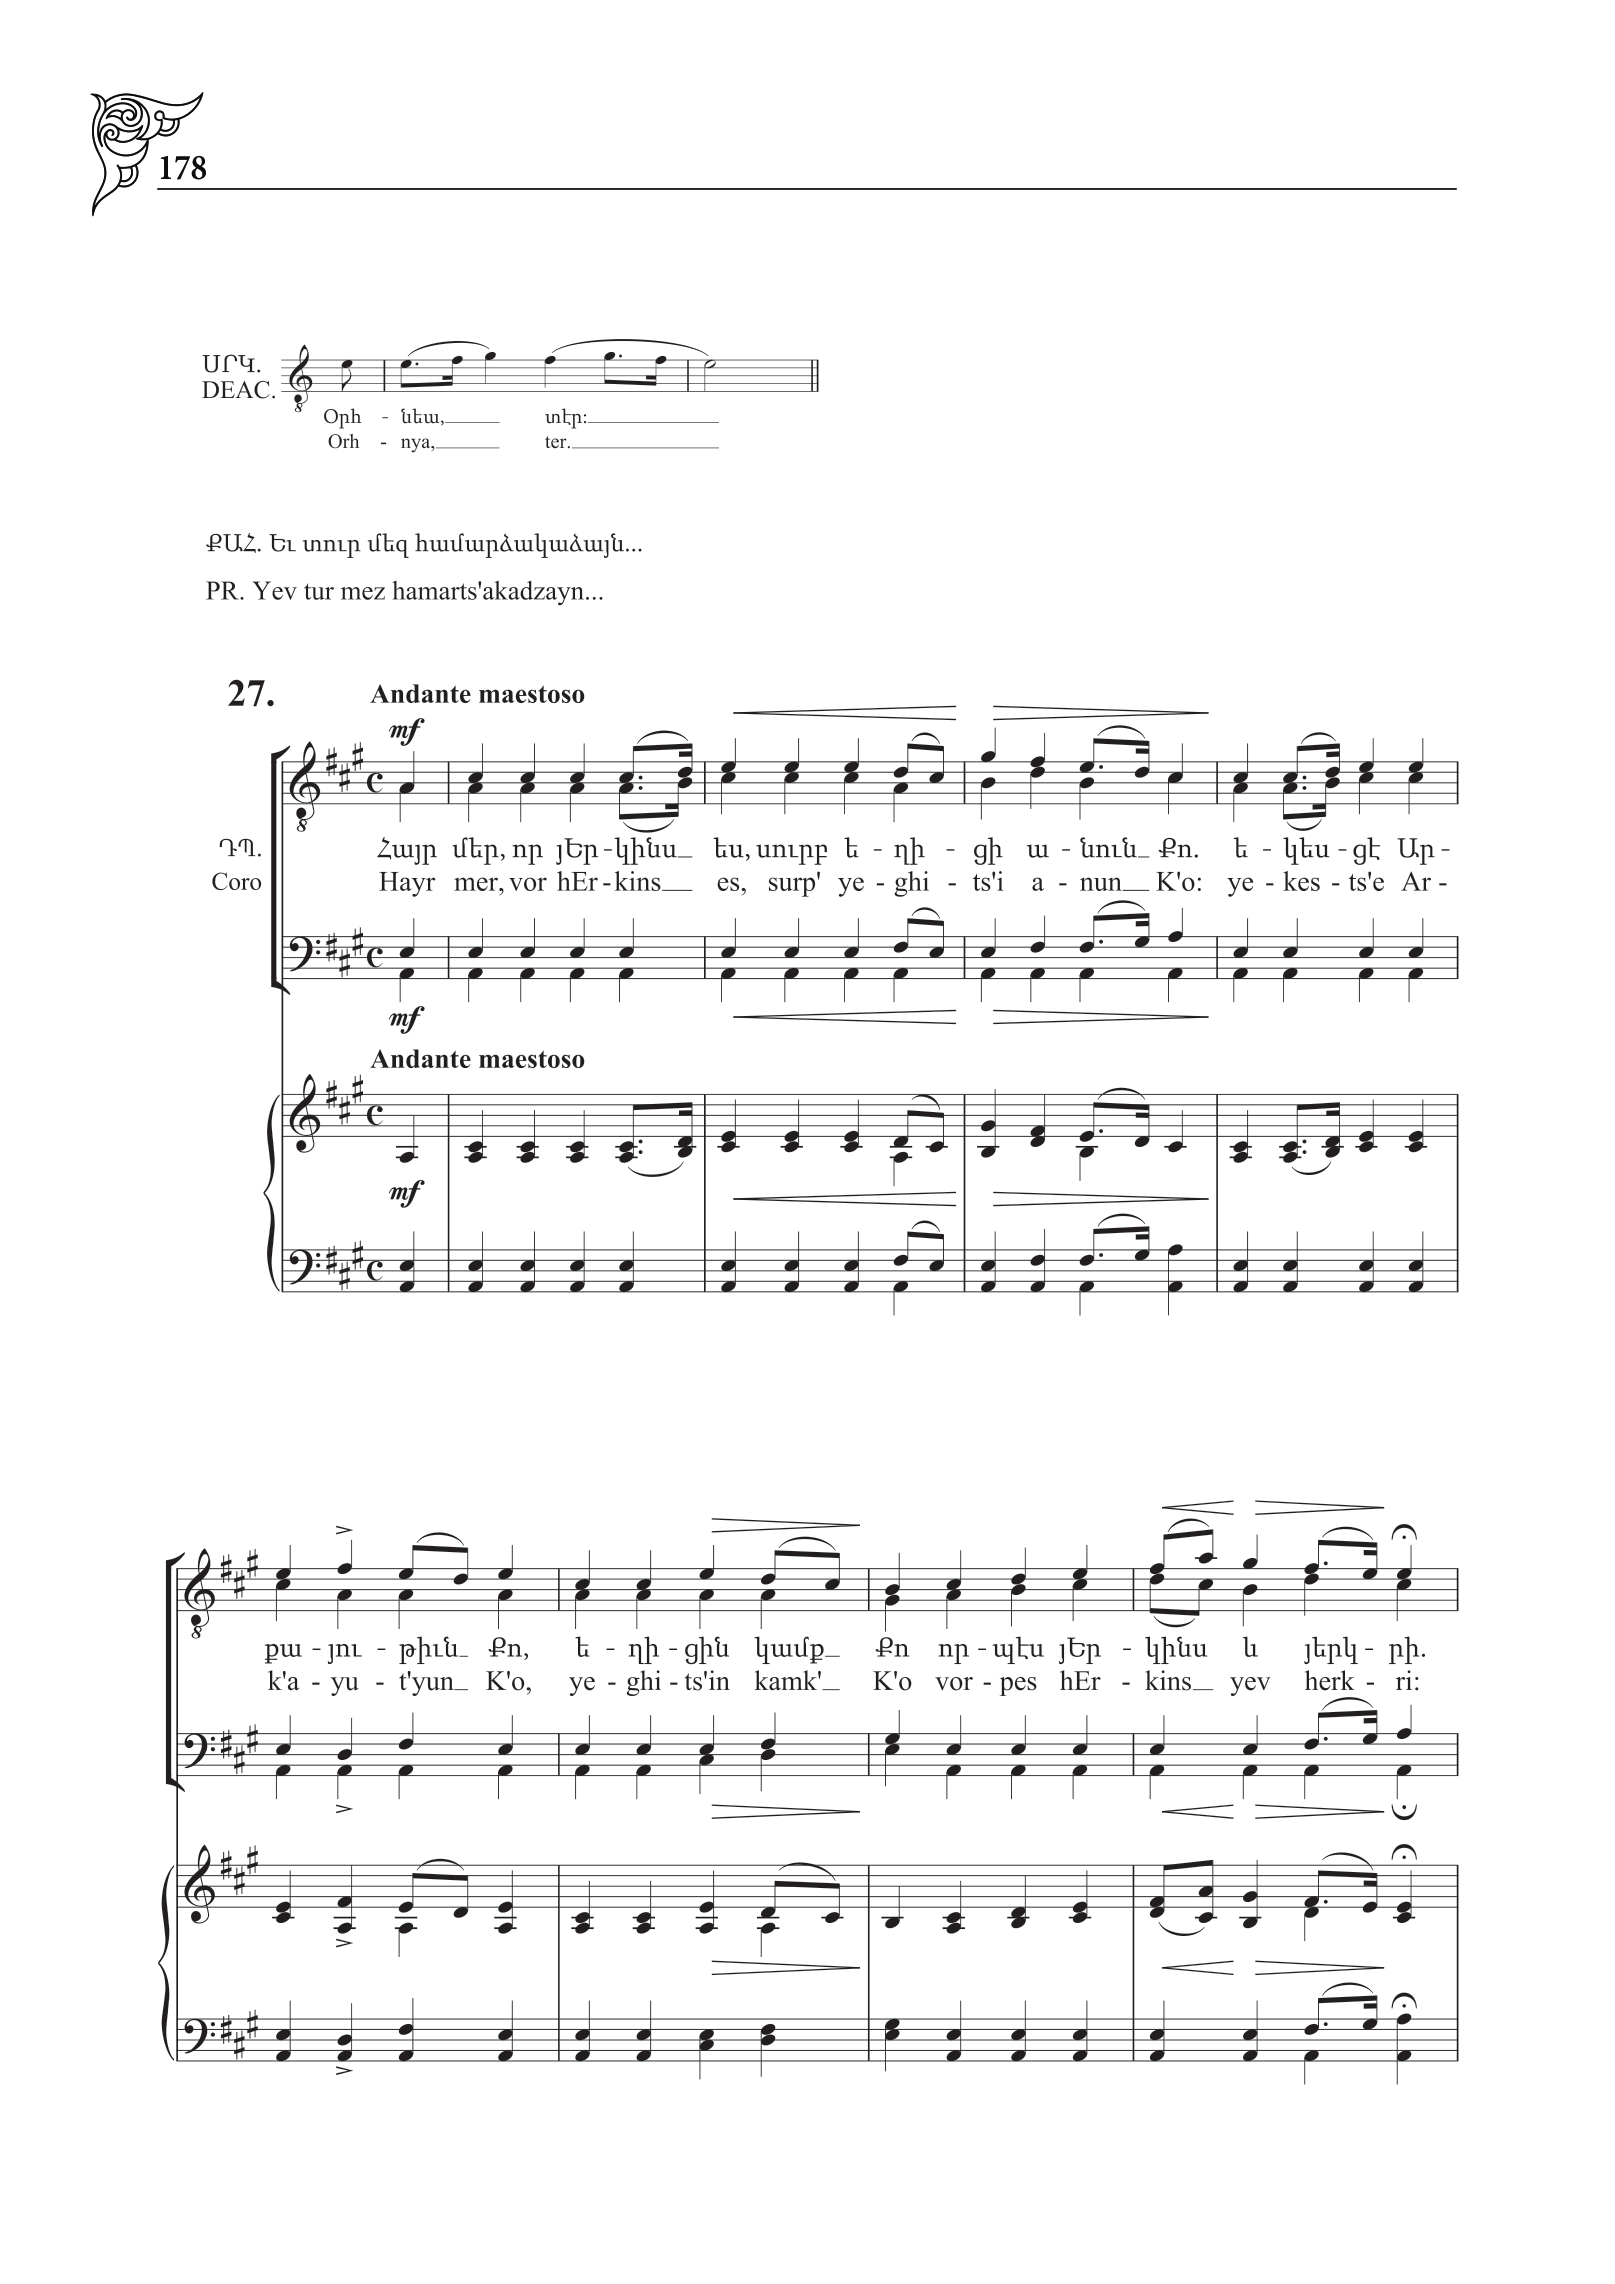 178
ՍՐԿ.
DEAC.
Օրհ - նեա, տէր:
Orh - nya, ter.
ՔԱՀ. Եւ տուր մեզ համարձակաձայն...
PR. Yev tur mez hamarts'akadzayn...
27.
Andante maestoso
mf
ԴՊ.
Coro
Հայր մեր, որ յԵր - կինս ես, սուրբ ե - ղի - ցի ա - նուն Քո. ե - կես - ցէ Ար -
Hayr mer, vor hEr - kins es, surp' ye - ghi - ts'i a - nun K'o: ye - kes - ts'e Ar -
mf
Andante maestoso
mf
քա - յու - թիւն Քո, ե - ղի - ցին կամք Քո որ - պէս յԵր - կինս և յերկ - րի.
k'a - yu - t'yun K'o, ye - ghi - ts'in kamk' K'o vor - pes hEr - kins yev herk - ri: